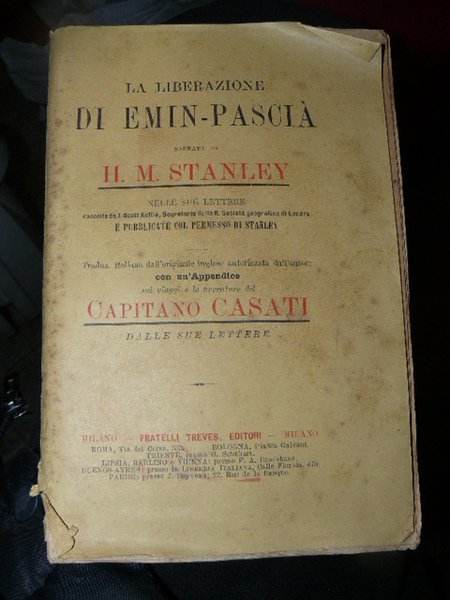 LA LIBERAZIONE
DI EMIN-PASCIÀ
NARRATA DA
H. M. STANLEY
NELLE SUE LETTERE
raccolte da J. Scott Keltie, Segretario della R. Società geografica di Londra
E PUBBLICATE COL PERMESSO DI STANLEY
Traduz. italiana dall'originale inglese autorizzata dall'autore
con un'Appendice
sui viaggi e le avventure del
CAPITANO CASATI
DALLE SUE LETTERE
MILANO — FRATELLI TREVES, EDITORI — MILANO
ROMA, Via del Corso, 383. BOLOGNA, Piazza Galvani.
TRIESTE, presso G. Schubart.
LIPSIA, BERLINO e VIENNA: presso F. A. Brockhaus.
BUENOS-AYRES: presso la LIBRERIA ITALIANA, Calle Florida, 479.
PARIGI: presso J. 22, Rue de la Banque.